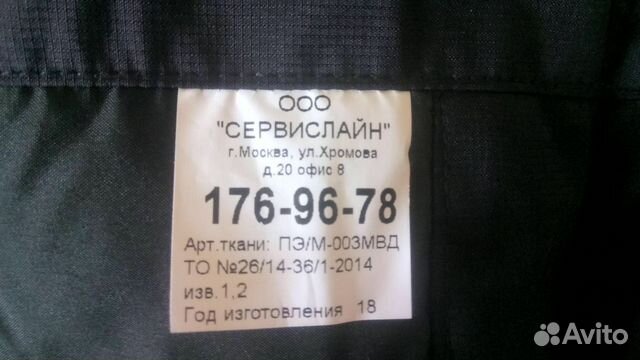 ООО
"СЕРВИСЛАЙН"
г.Москва, ул.Хромова
д.20 офис 8
176-96-78
Арт.ткани: ПЭ/М-003МВД
ТО №26/14-36/1-2014
изв.1,2
Год изготовления 18
Avito